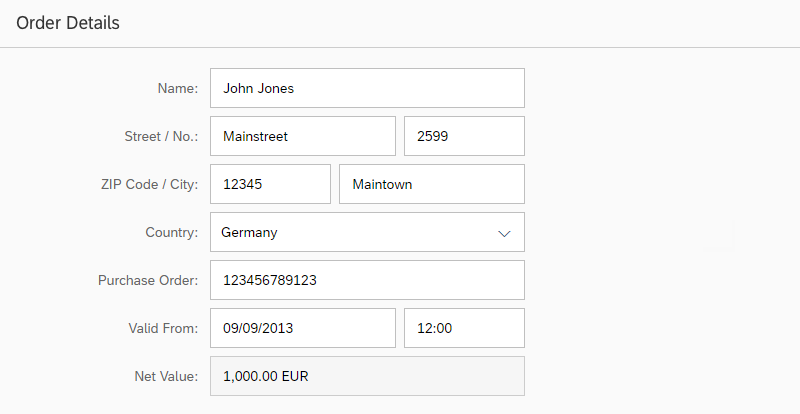 Order Details
Name: John Jones
Street / No.: Mainstreet 2599
ZIP Code / City: 12345 Maintown
Country: Germany
Purchase Order: 123456789123
Valid From: 09/09/2013 12:00
Net Value: 1,000.00 EUR